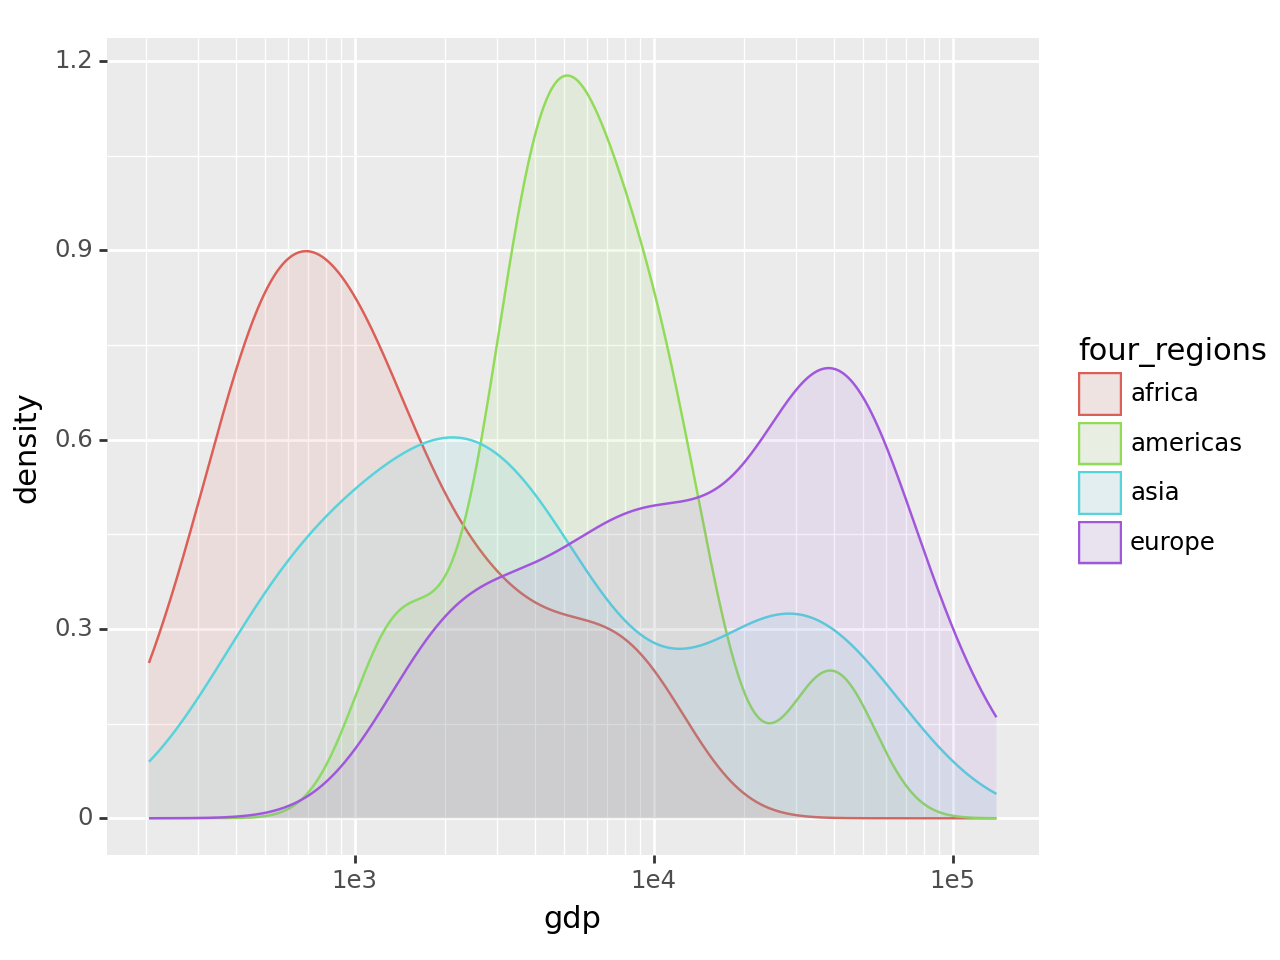 1.2
0.9
0.6
0.3
0
density
1e3
1e4
1e5
gdp
four_regions
africa
americas
asia
europe